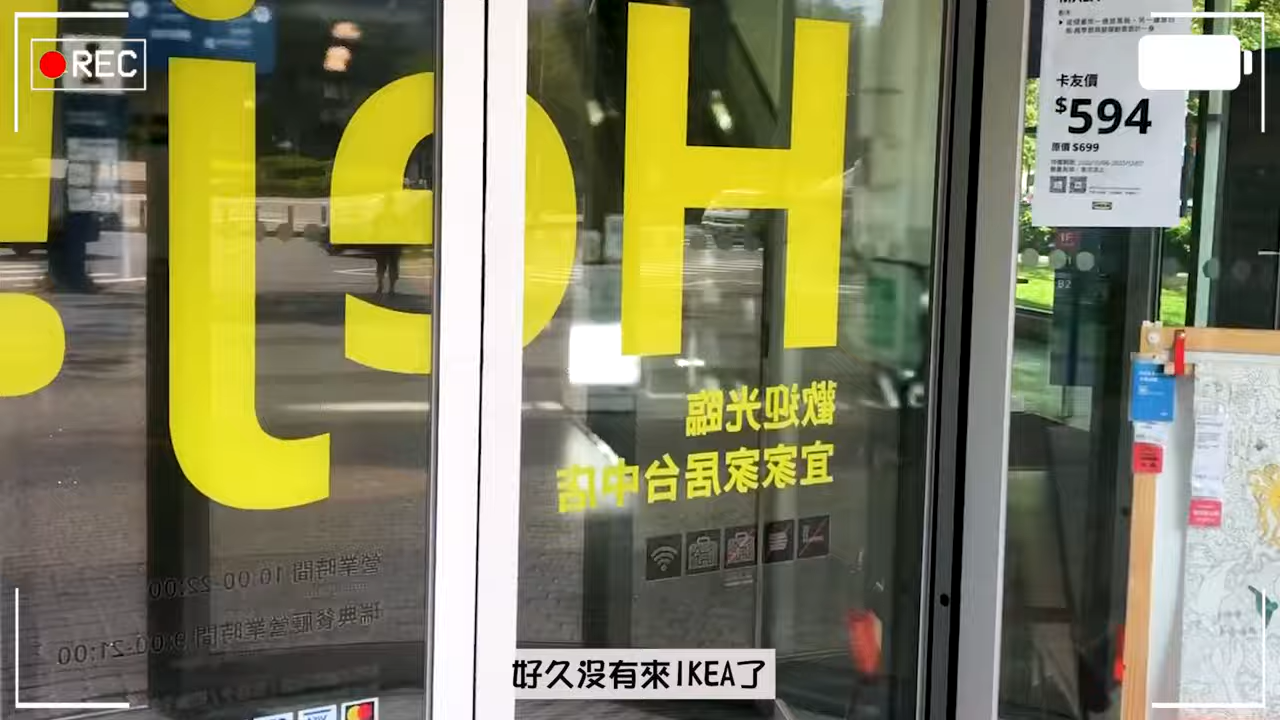 REC
Hej!
歡迎光臨
宜家家居台中店
營業時間 10:00-22:00
瑞典餐廳營業時間 9:00-21:00
卡友價
$594
原價 $699
1F
B2
好久沒有來IKEA了